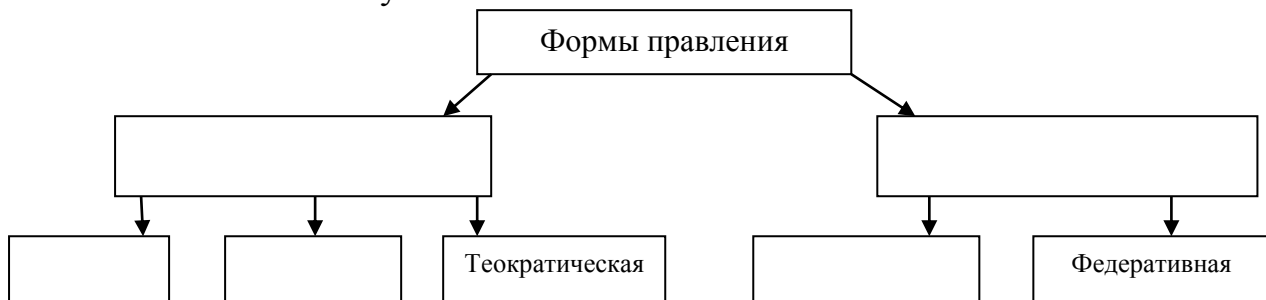 Формы правления
Теократическая
Федеративная